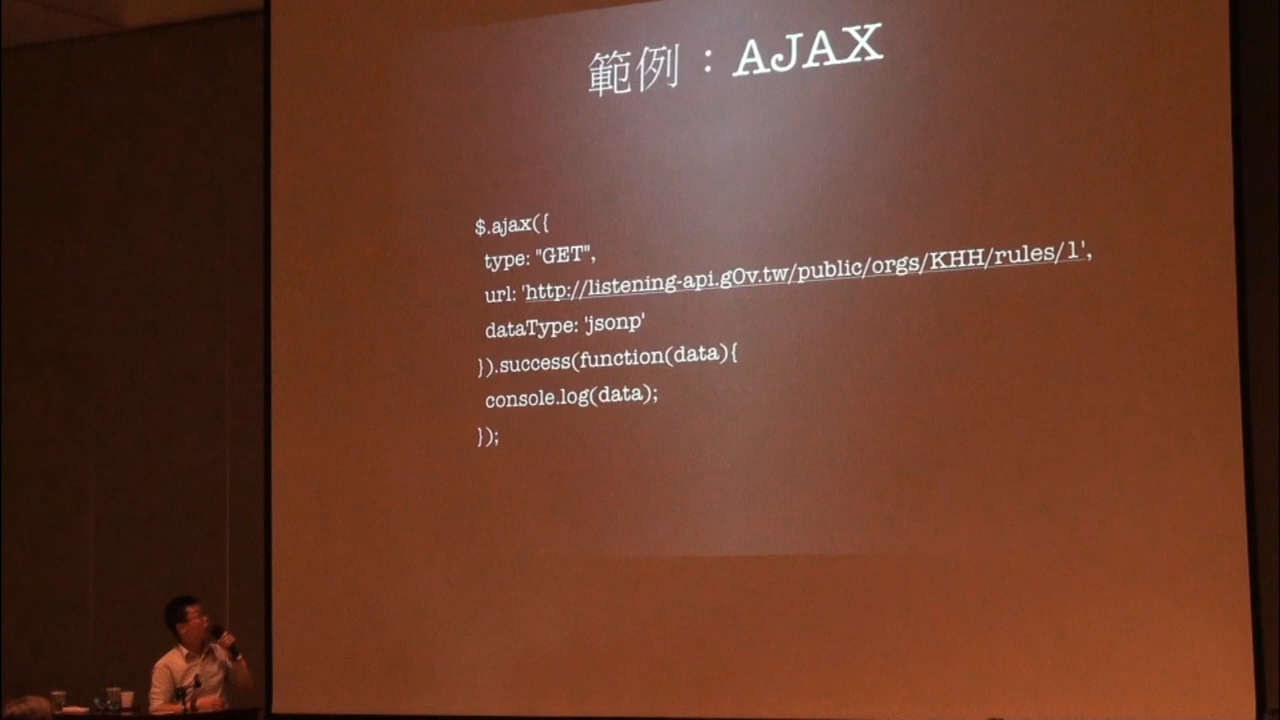 範例：AJAX
$.ajax({
type: "GET",
url: 'http://listening-api.g0v.tw/public/orgs/KHH/rules/1',
dataType: 'jsonp'
}).success(function(data){
console.log(data);
});